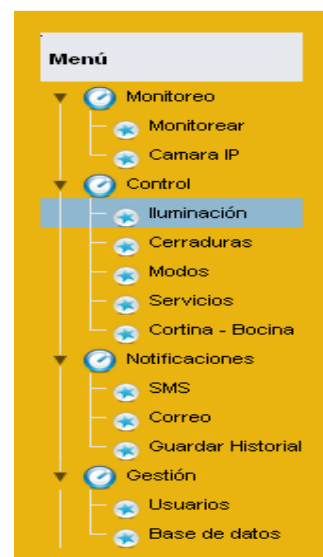 Menú
Monitoreo
Monitorear
Camara IP
Control
Iluminación
Cerraduras
Modos
Servicios
Cortina - Bocina
Notificaciones
SMS
Correo
Guardar Historial
Gestión
Usuarios
Base de datos